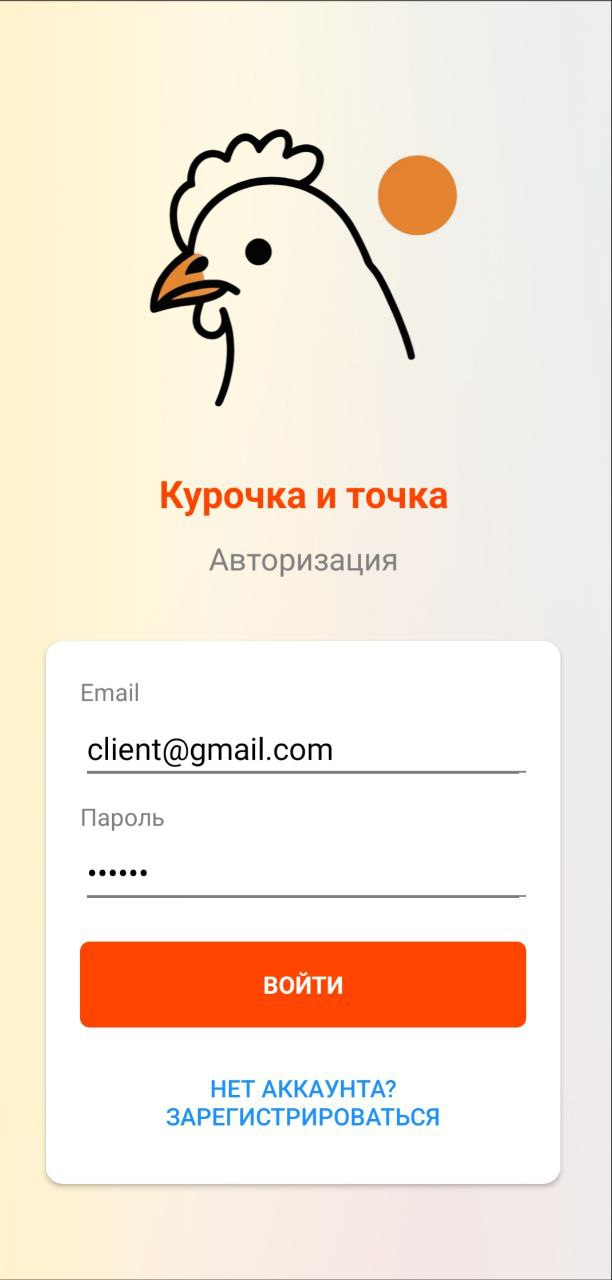 Курочка и точка
Авторизация
Email
client@gmail.com
Пароль
••••••
ВОЙТИ
НЕТ АККАУНТА?
ЗАРЕГИСТРИРОВАТЬСЯ